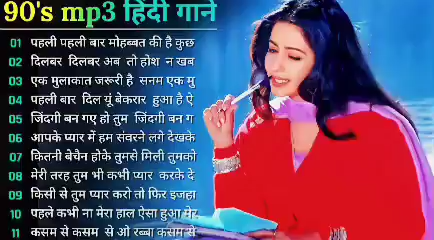 90's mp3 हिंदी गाने
01 पहली पहली बार मोहब्बत की है कुछ
02 दिलबर दिलबर अब तो होश न खब
03 एक मुलाकात जरूरी है सनम एक मु
04 पहली बार दिल यूं बेकरार हुआ है ऐ
05 जिंदगी बन गए हो तुम जिंदगी बन ग
06 आपके प्यार में हम संवरने लगे देखके
07 कितनी बेचैन होके तुमसे मिली तुमको
08 मेरी तरह तुम भी कभी प्यार करके दे
09 किसी से तुम प्यार करो तो फिर इजहा
10 पहले कभी ना मेरा हाल ऐसा हुआ मेर
11 कसम से कसम से ओ रब्बा कसम से